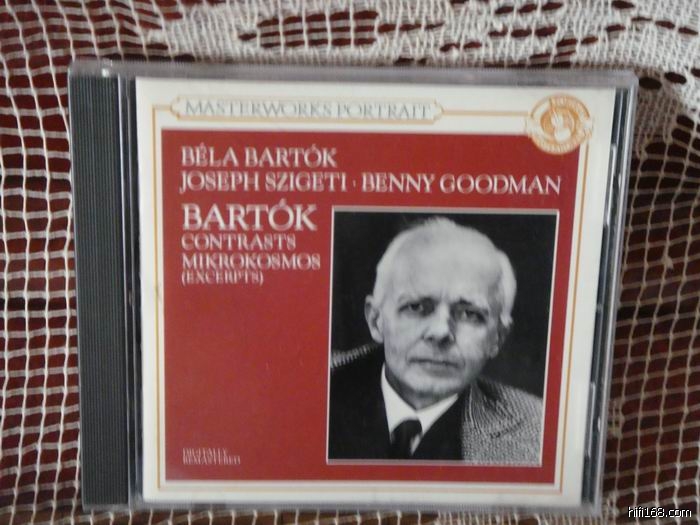 MASTERWORKS PORTRAIT
BÉLA BARTÓK
JOSEPH SZIGETI · BENNY GOODMAN
BARTÓK
CONTRASTS
MIKROKOSMOS
(EXCERPTS)
DIGITALLY
REMASTERED
hifi168.com